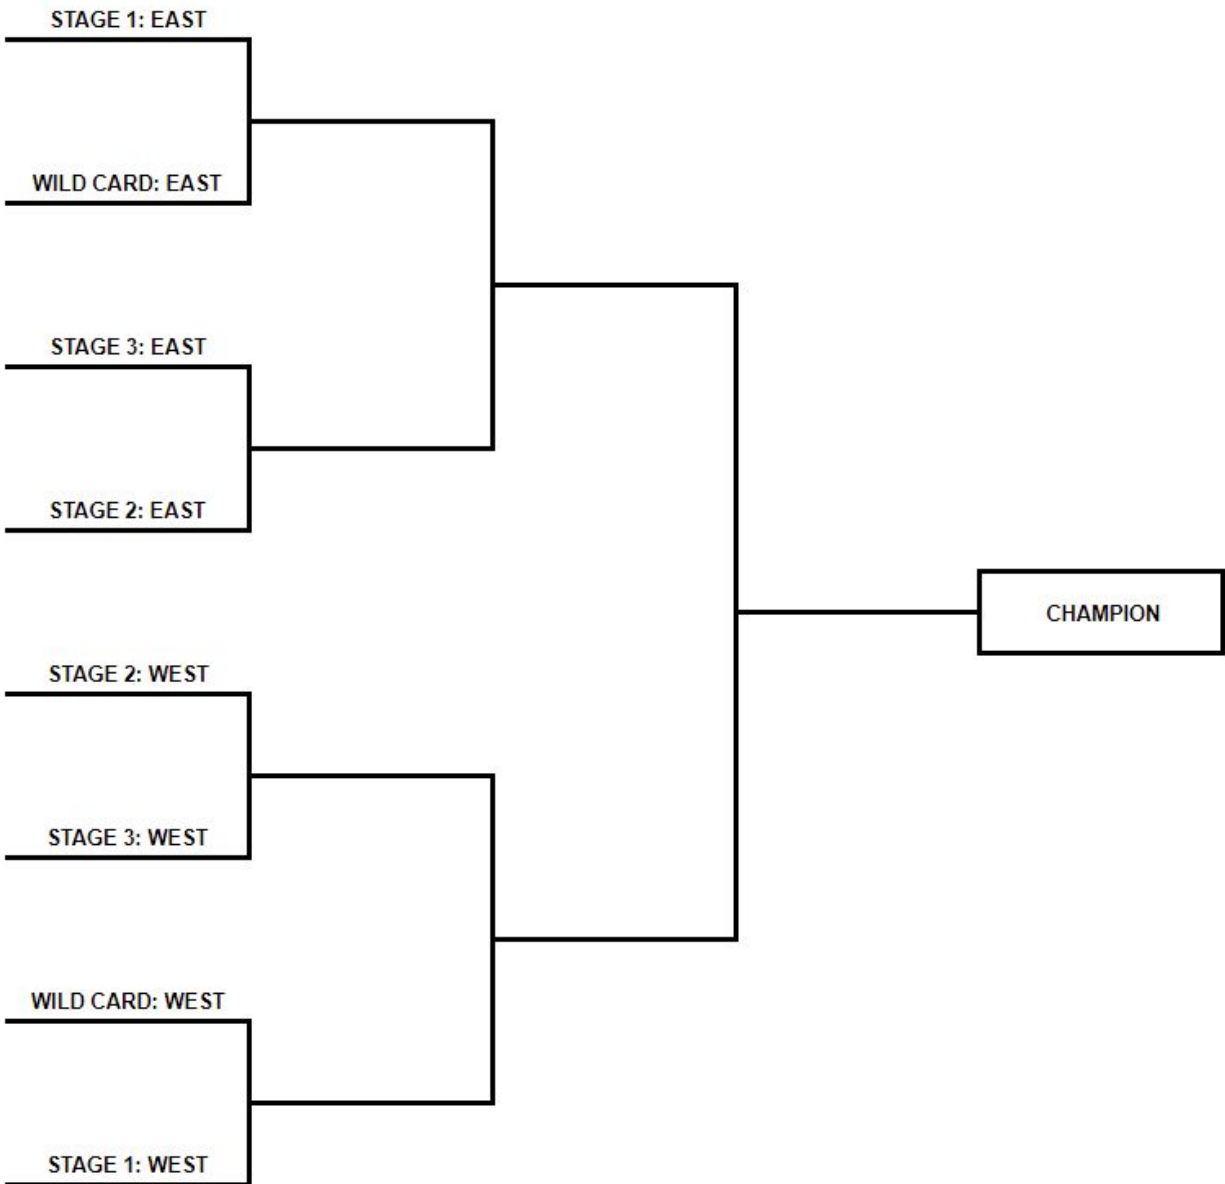 STAGE 1: EAST
WILD CARD: EAST
STAGE 3: EAST
STAGE 2: EAST
CHAMPION
STAGE 2: WEST
STAGE 3: WEST
WILD CARD: WEST
STAGE 1: WEST